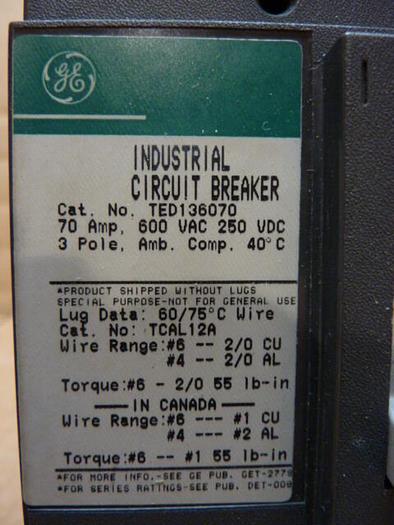 GE
INDUSTRIAL
CIRCUIT BREAKER
Cat. No. TED136070
70 Amp, 600 VAC 250 VDC
3 Pole, Amb. Comp. 40°C
*PRODUCT SHIPPED WITHOUT LUGS
SPECIAL PURPOSE-NOT FOR GENERAL USE
Lug Data: 60/75°C Wire
Cat. No: TCAL12A
Wire Range:#6 -- 2/0 CU
#4 -- 2/0 AL
Torque:#6 - 2/0 55 lb-in
IN CANADA
Wire Range:#6 --- #1 CU
#4 --- #2 AL
Torque:#6 -- #1 55 lb-in
*FOR MORE INFO.-SEE GE PUB. GET-2779
*FOR SERIES RATINGS-SEE PUB. DET-008